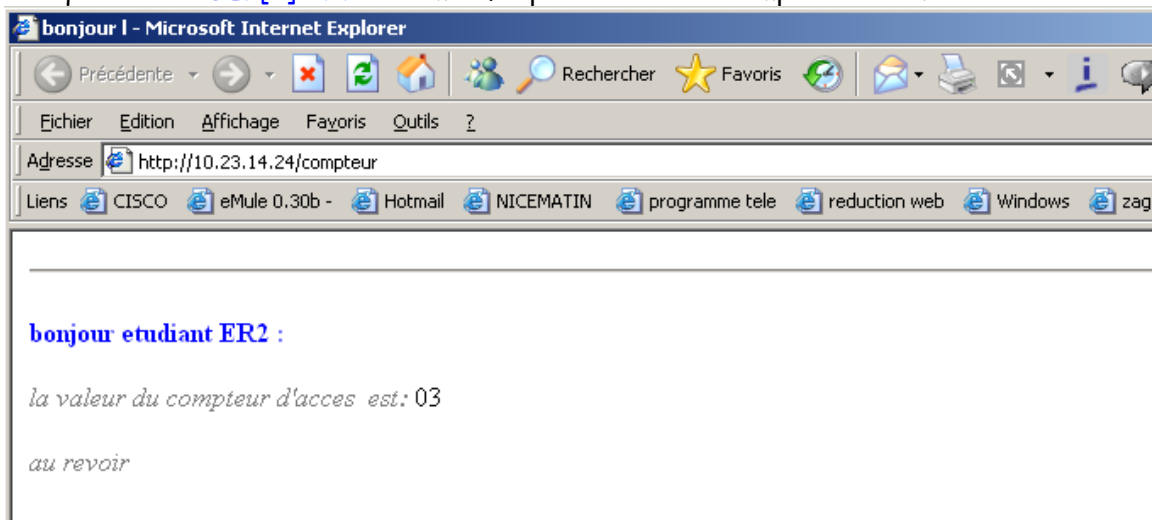 bonjour l - Microsoft Internet Explorer
Précédente Rechercher Favoris
Fichier Edition Affichage Favoris Outils ?
Adresse http://10.23.14.24/compteur
Liens CISCO eMule 0.30b - Hotmail NICEMATIN programme tele reduction web Windows zag
bonjour etudiant ER2 :
la valeur du compteur d'acces est: 03
au revoir